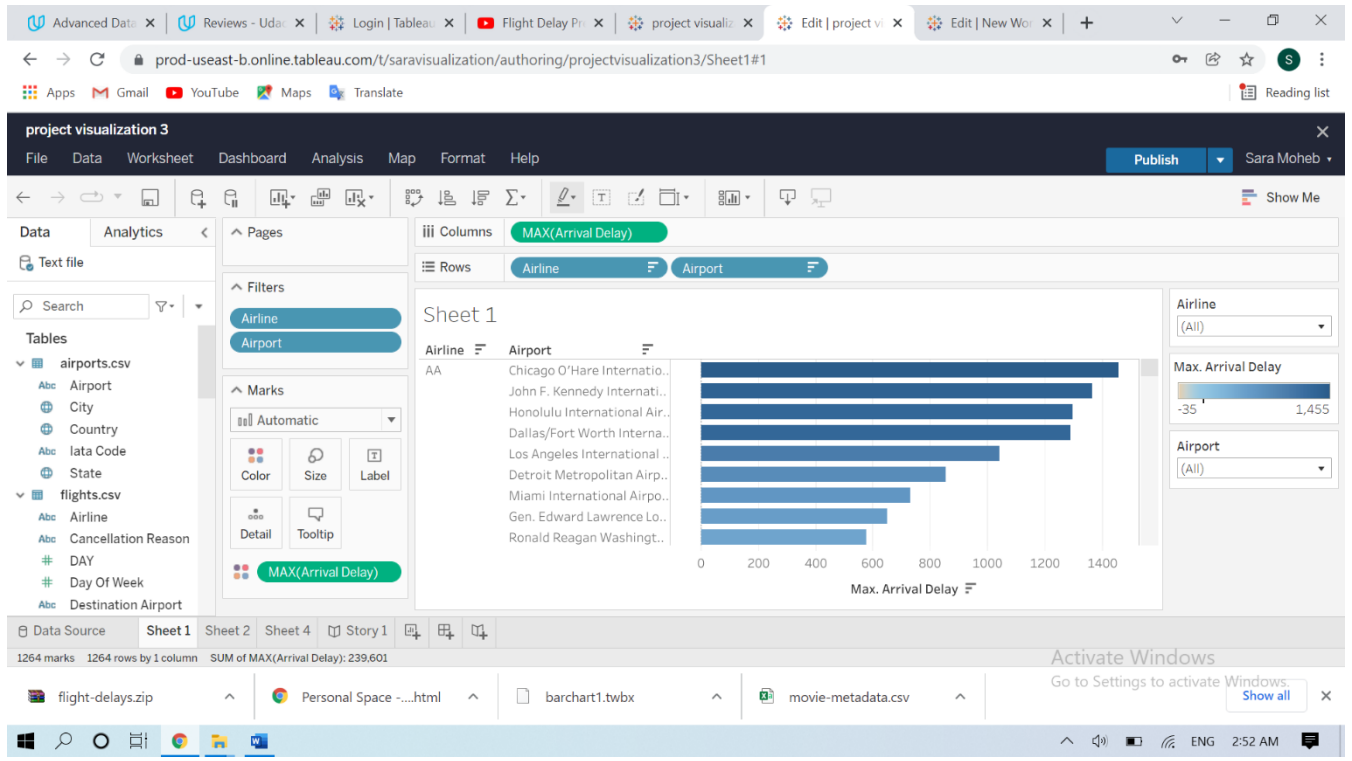 Advanced Data Reviews - Udac Login | Tableau Flight Delay Pre project visualiz Edit | project vi Edit | New Wor
prod-useast-b.online.tableau.com/t/saravisualization/authoring/projectvisualization3/Sheet1#1 S
Apps Gmail YouTube Maps Translate Reading list
project visualization 3
File Data Worksheet Dashboard Analysis Map Format Help Publish Sara Moheb
Show Me
Data Analytics Pages Columns MAX(Arrival Delay)
Text file Rows Airline Airport
Search Filters
Airline
Airport
Tables
airports.csv
Abc Airport
City
Country
Abc Iata Code
State
flights.csv
Abc Airline
Abc Cancellation Reason
# DAY
# Day Of Week
Abc Destination Airport
Marks
Automatic
Color Size Label
Detail Tooltip
MAX(Arrival Delay)
Sheet 1
Airline Airport
AA Chicago O'Hare Internatio..
John F. Kennedy Internati..
Honolulu International Air..
Dallas/Fort Worth Interna..
Los Angeles International ..
Detroit Metropolitan Airp..
Miami International Airpo..
Gen. Edward Lawrence Lo..
Ronald Reagan Washingt..
0 200 400 600 800 1000 1200 1400
Max. Arrival Delay
Airline
(All)
Max. Arrival Delay
-35 1,455
Airport
(All)
Data Source Sheet 1 Sheet 2 Sheet 4 Story 1
1264 marks 1264 rows by 1 column SUM of MAX(Arrival Delay): 239,601
Activate Windows
Go to Settings to activate Windows.
flight-delays.zip Personal Space -....html barchart1.twbx movie-metadata.csv Show all
ENG 2:52 AM